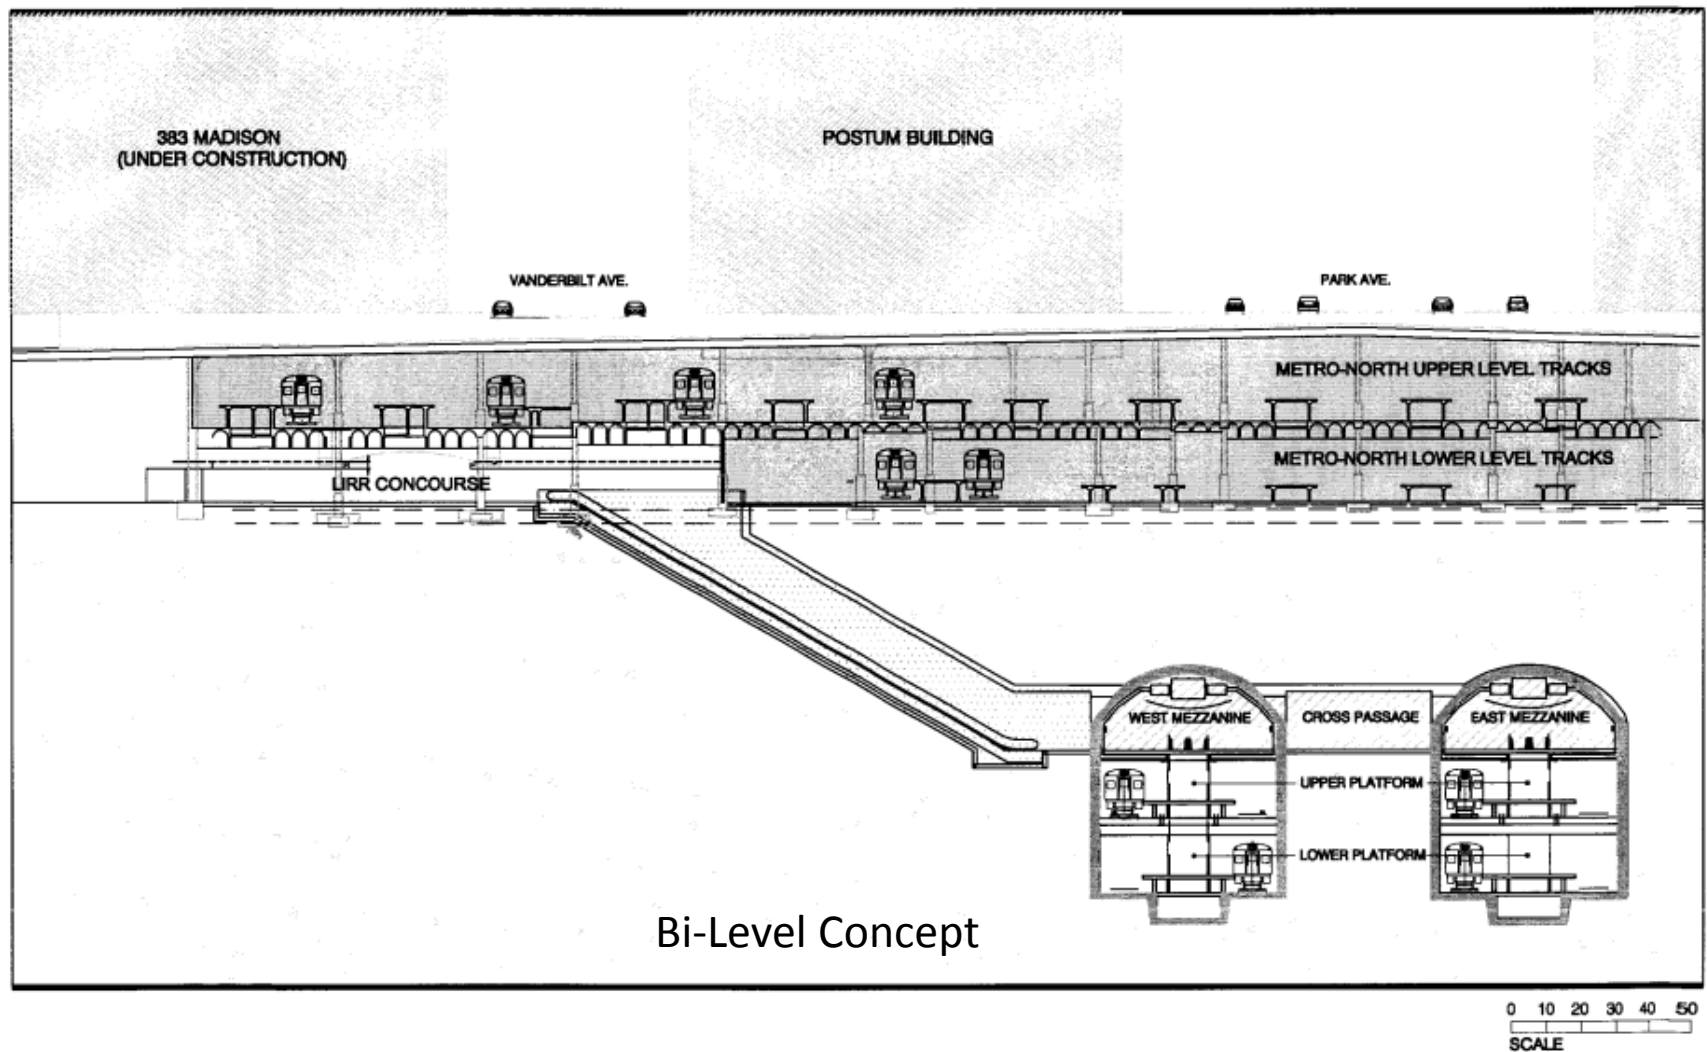 383 MADISON
(UNDER CONSTRUCTION)
POSTUM BUILDING
VANDERBILT AVE.
PARK AVE.
METRO-NORTH UPPER LEVEL TRACKS
METRO-NORTH LOWER LEVEL TRACKS
LIRR CONCOURSE
WEST MEZZANINE
CROSS PASSAGE
EAST MEZZANINE
UPPER PLATFORM
LOWER PLATFORM
Bi-Level Concept
0 10 20 30 40 50
SCALE